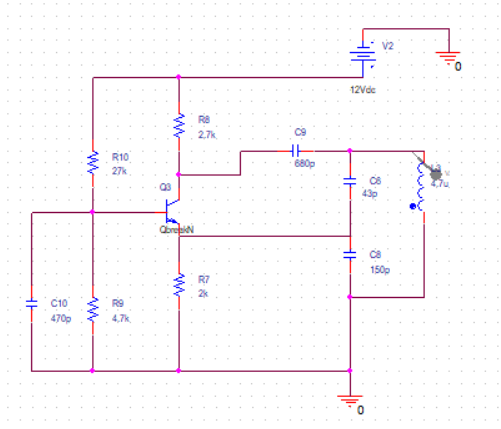 V2
0
12Vdc
R8
2.7k
C9
680p
R10
27k
Q3
QbreakN
C6
43p
L3
4.7u
C8
150p
R7
2k
C10
470p
R9
4.7k
0